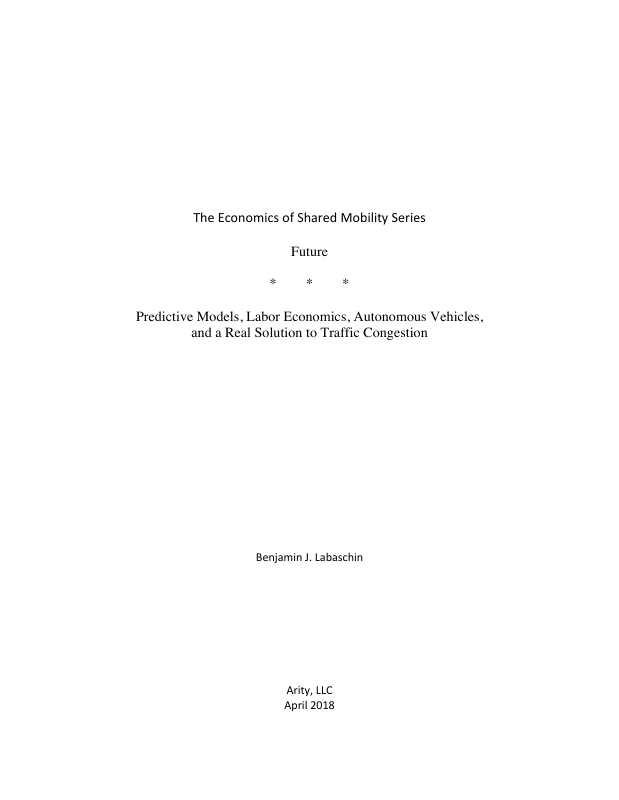 The Economics of Shared Mobility Series
Future
* * *
Predictive Models, Labor Economics, Autonomous Vehicles,
and a Real Solution to Traffic Congestion
Benjamin J. Labaschin
Arity, LLC
April 2018